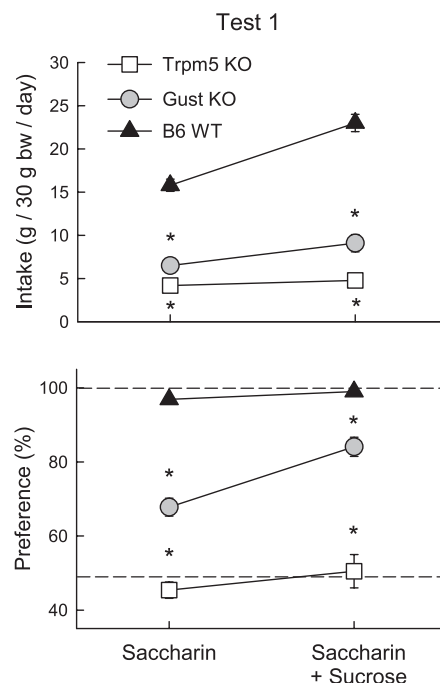 Test 1
Intake (g / 30 g bw / day)
30
25
20
15
10
5
0
Trpm5 KO
Gust KO
B6 WT
*
*
*
*
Preference (%)
100
80
60
40
*
*
*
*
Saccharin
Saccharin
+ Sucrose